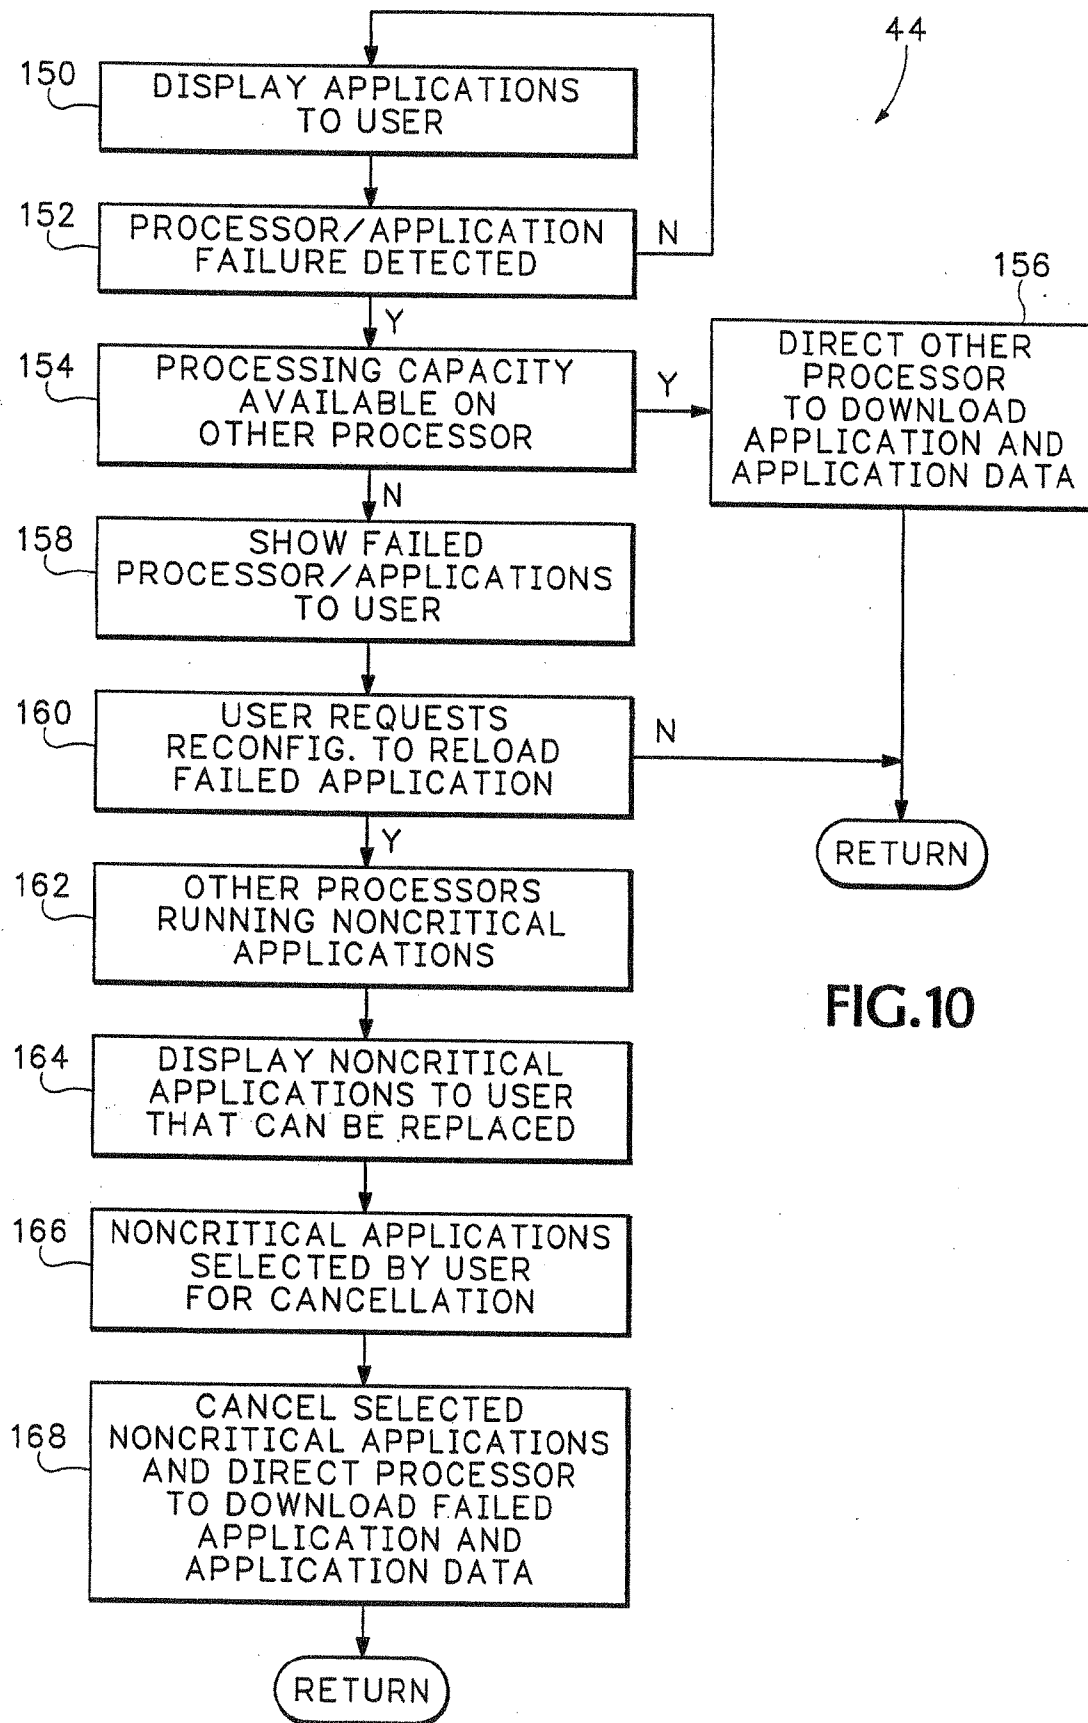 44
150
DISPLAY APPLICATIONS
TO USER
152
PROCESSOR/APPLICATION
FAILURE DETECTED
N
Y
154
PROCESSING CAPACITY
AVAILABLE ON
OTHER PROCESSOR
Y
156
DIRECT OTHER
PROCESSOR
TO DOWNLOAD
APPLICATION AND
APPLICATION DATA
N
158
SHOW FAILED
PROCESSOR/APPLICATIONS
TO USER
160
USER REQUESTS
RECONFIG. TO RELOAD
FAILED APPLICATION
N
RETURN
Y
162
OTHER PROCESSORS
RUNNING NONCRITICAL
APPLICATIONS
FIG.10
164
DISPLAY NONCRITICAL
APPLICATIONS TO USER
THAT CAN BE REPLACED
166
NONCRITICAL APPLICATIONS
SELECTED BY USER
FOR CANCELLATION
168
CANCEL SELECTED
NONCRITICAL APPLICATIONS
AND DIRECT PROCESSOR
TO DOWNLOAD FAILED
APPLICATION AND
APPLICATION DATA
RETURN